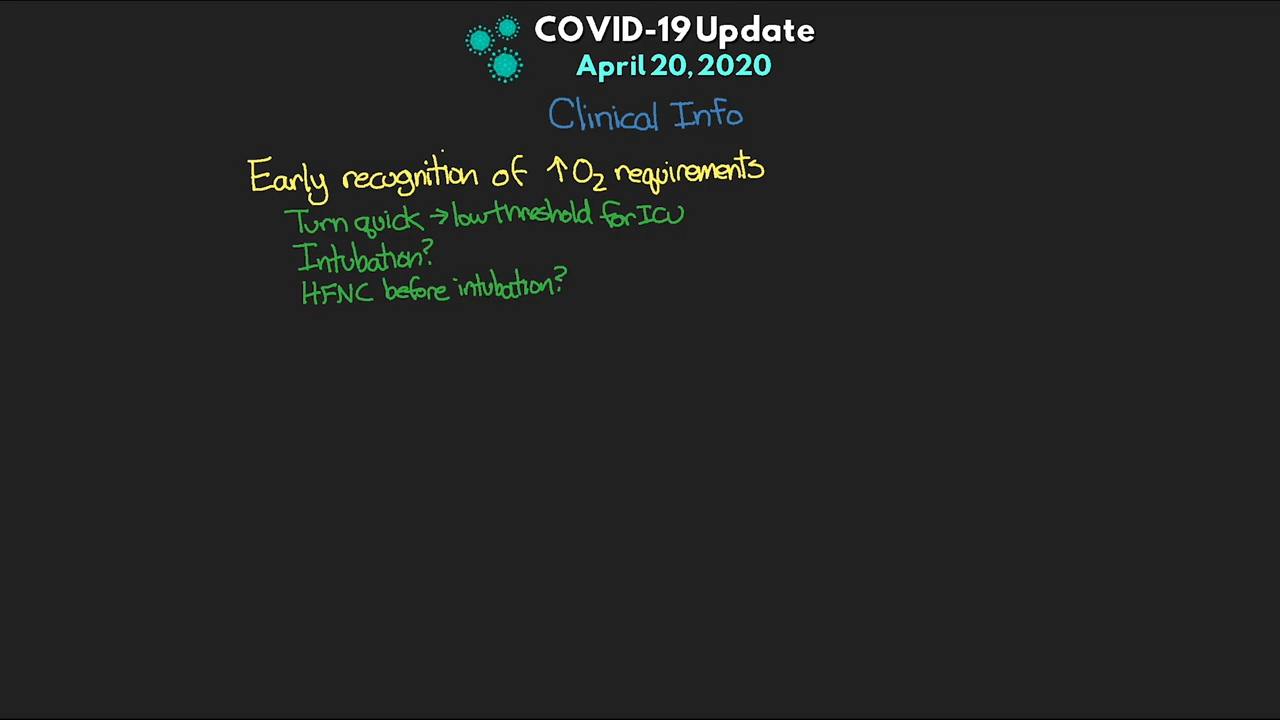 COVID-19 Update
April 20, 2020
Clinical Info
Early recognition of ↑O₂ requirements
Turn quick → low threshold for ICU
Intubation?
HFNC before intubation?